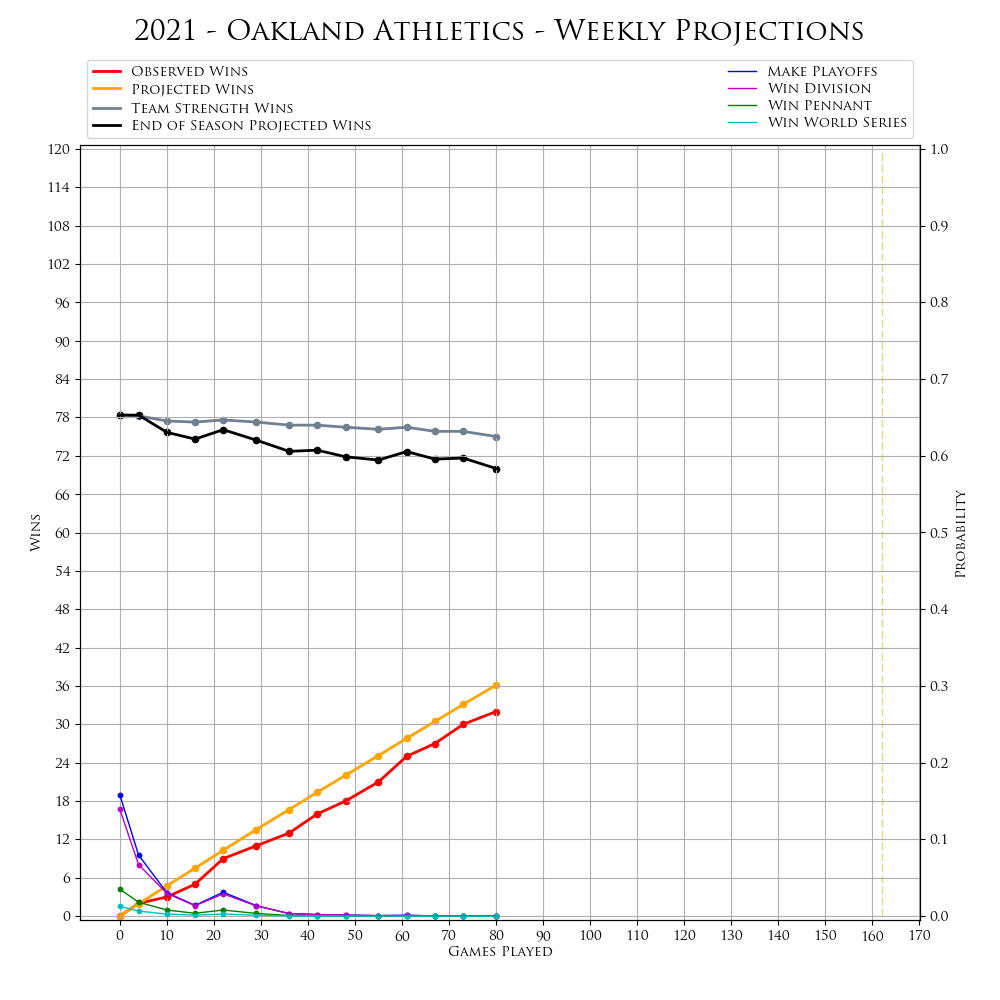 2021 - Oakland Athletics - Weekly Projections
Observed Wins
Projected Wins
Team Strength Wins
End of Season Projected Wins
Make Playoffs
Win Division
Win Pennant
Win World Series
120
114
108
102
96
90
84
78
72
66
60
54
48
42
36
30
24
18
12
6
0
Wins
1.0
0.9
0.8
0.7
0.6
0.5
0.4
0.3
0.2
0.1
0.0
Probability
0 10 20 30 40 50 60 70 80 90 100 110 120 130 140 150 160 170
Games Played